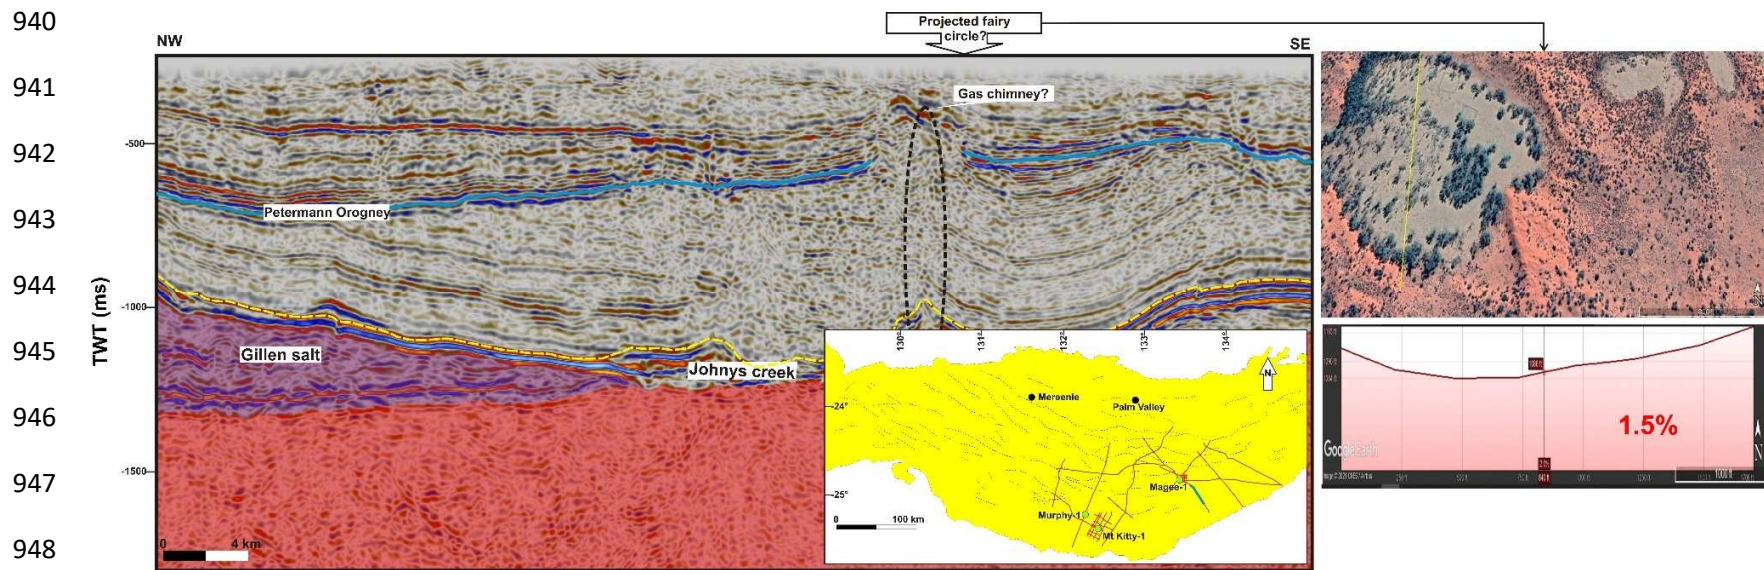 940
941
942
943
944
945
946
947
948
Projected fairy
circle?
NW
SE
Gas chimney?
-500
Petermann Orogney
TWT (ms)
-1000
Gillen salt
Johnys creek
-1500
0 4 km
130° 131° 132° 133° 134°
N
Mereenie
Palm Valley
-24°
Magee-1
-25°
Murphy-1
0 100 km
Mt Kitty-1
1.5%
Google Earth
N
1000 ft